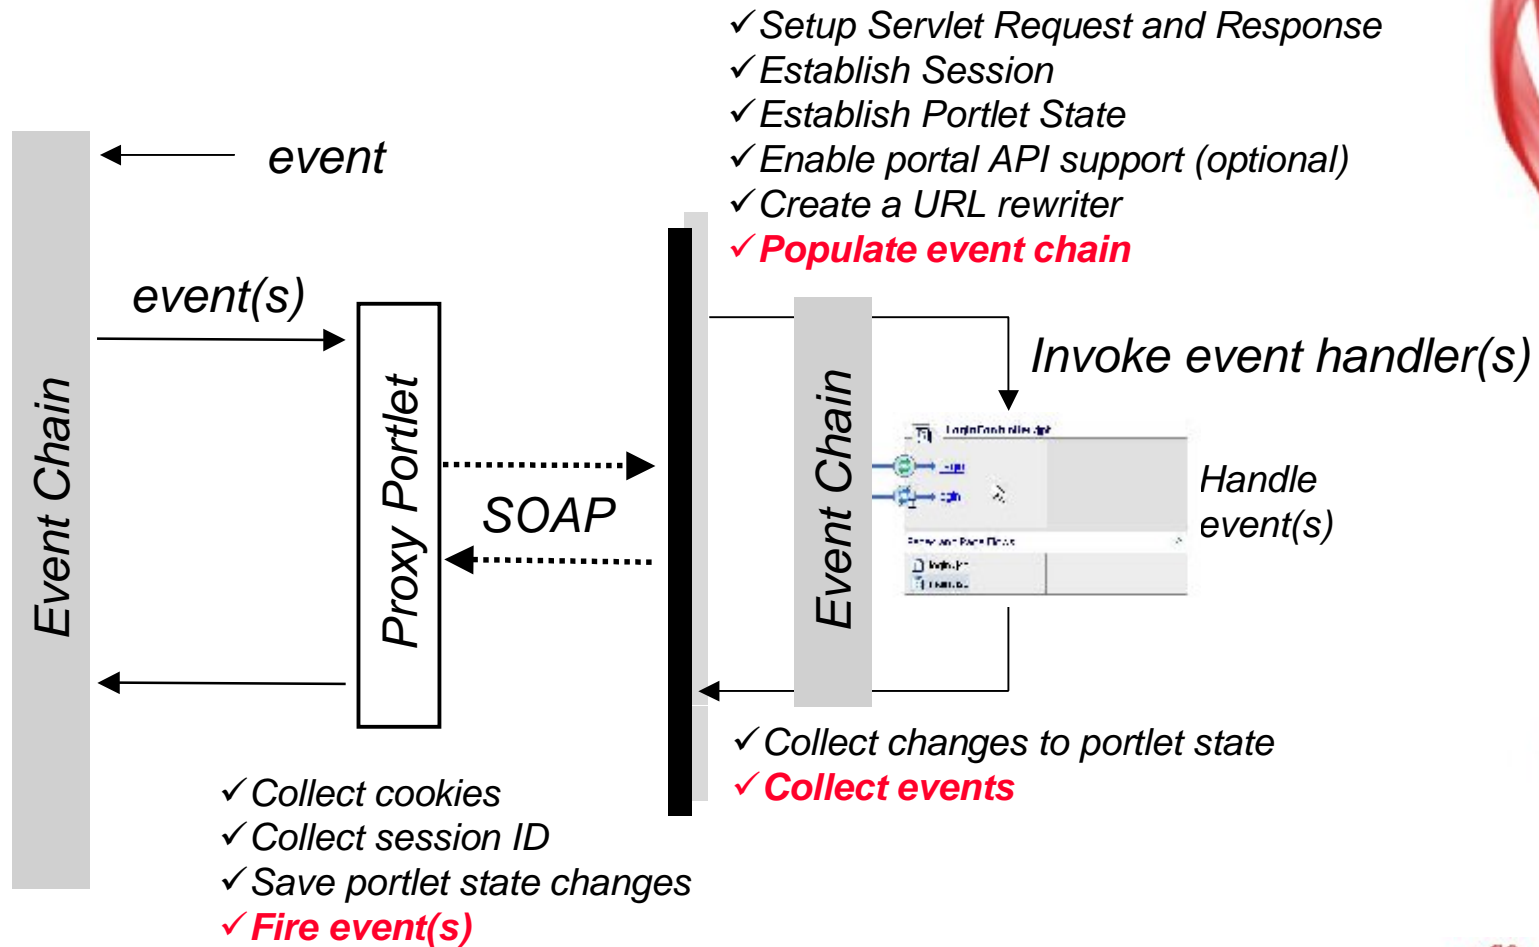 ✓Setup Servlet Request and Response
✓Establish Session
✓Establish Portlet State
✓Enable portal API support (optional)
✓Create a URL rewriter
✓Populate event chain
event
event(s)
Event Chain
Proxy Portlet
SOAP
Event Chain
Invoke event handler(s)
Handle
event(s)
✓Collect changes to portlet state
✓Collect events
✓Collect cookies
✓Collect session ID
✓Save portlet state changes
✓Fire event(s)